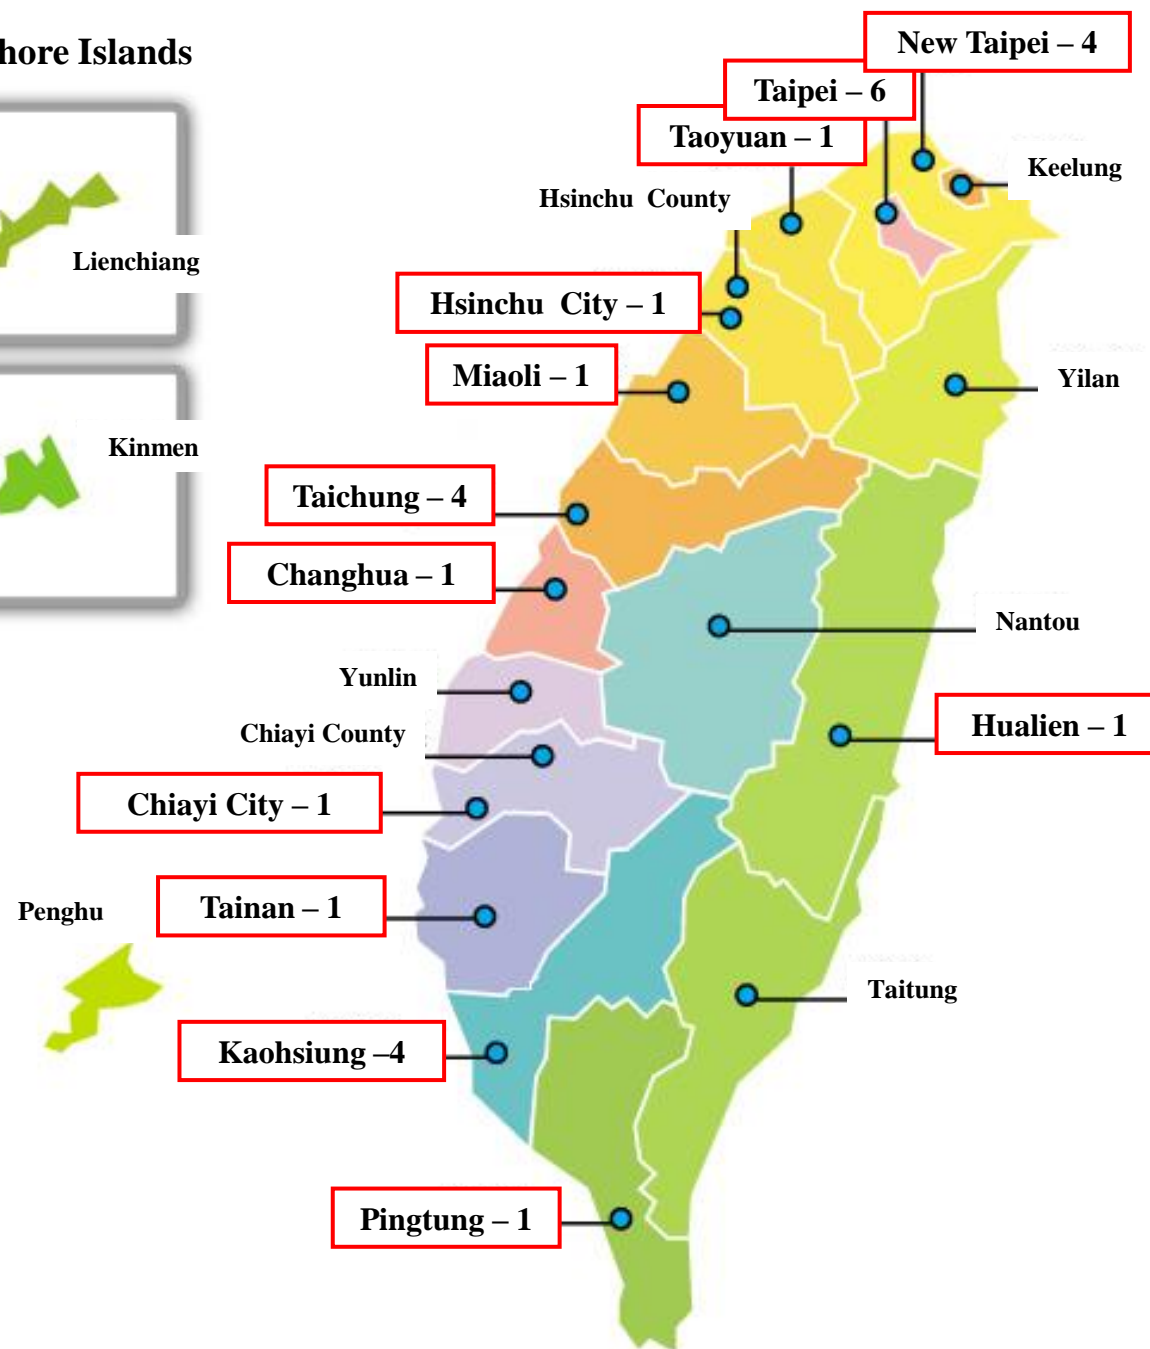 hore Islands
New Taipei – 4
Taipei – 6
Taoyuan – 1
Keelung
Hsinchu County
Lienchiang
Hsinchu City – 1
Miaoli – 1
Yilan
Kinmen
Taichung – 4
Changhua – 1
Nantou
Yunlin
Hualien – 1
Chiayi County
Chiayi City – 1
Penghu
Tainan – 1
Taitung
Kaohsiung –4
Pingtung – 1